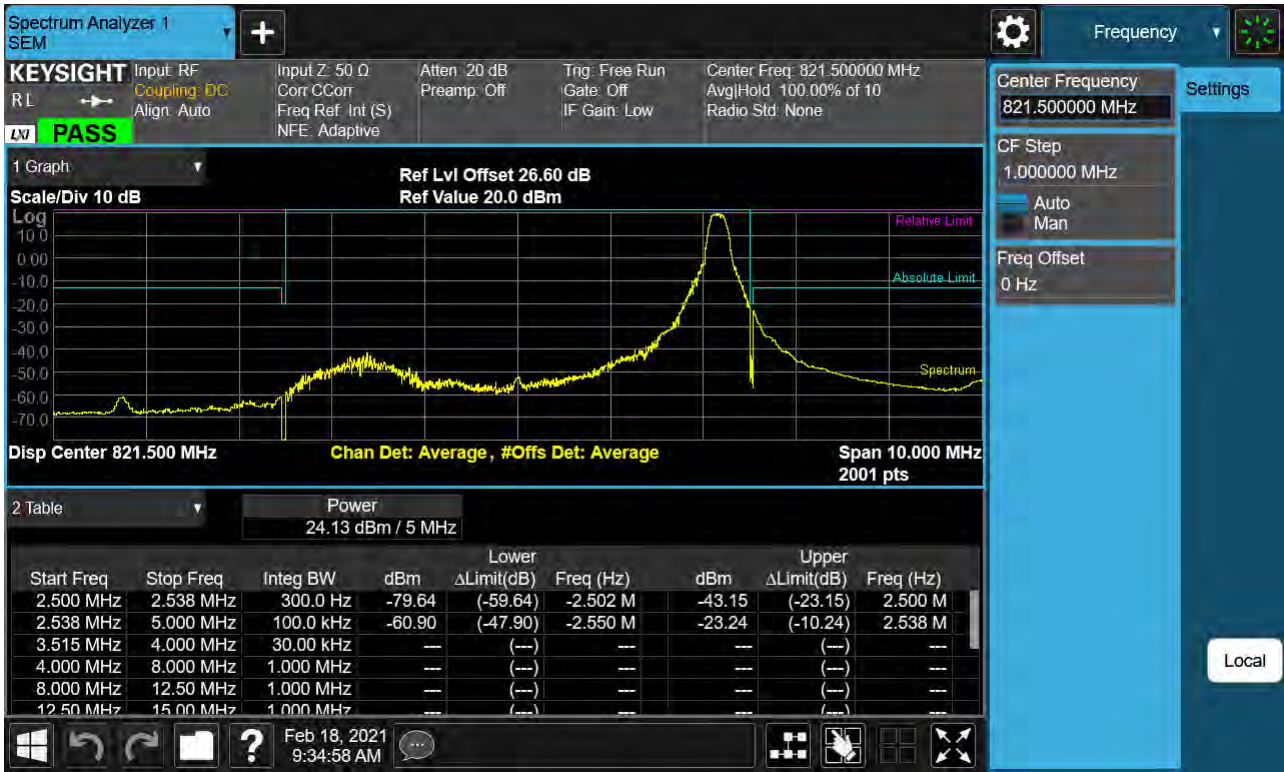 Spectrum Analyzer 1
SEM
Frequency
KEYSIGHT
R L
LXI
PASS
Input: RF
Coupling: DC
Align: Auto
Input Z: 50 Ω
Corr CCorr
Freq Ref: Int (S)
NFE: Adaptive
Atten: 20 dB
Preamp: Off
Trig: Free Run
Gate: Off
IF Gain: Low
Center Freq: 821.500000 MHz
Avg|Hold: 100.00% of 10
Radio Std: None
Center Frequency
821.500000 MHz
Settings
CF Step
1.000000 MHz
Auto
Man
Freq Offset
0 Hz
1 Graph
Ref Lvl Offset 26.60 dB
Scale/Div 10 dB
Ref Value 20.0 dBm
Log
10.0
0.00
-10.0
-20.0
-30.0
-40.0
-50.0
-60.0
-70.0
Relative Limit
Absolute Limit
Spectrum
Disp Center 821.500 MHz
Chan Det: Average , #Offs Det: Average
Span 10.000 MHz
2001 pts
2 Table
Power
24.13 dBm / 5 MHz
Lower Upper
Start Freq Stop Freq Integ BW dBm ΔLimit(dB) Freq (Hz) dBm ΔLimit(dB) Freq (Hz)
2.500 MHz 2.538 MHz 300.0 Hz -79.64 (-59.64) -2.502 M -43.15 (-23.15) 2.500 M
2.538 MHz 5.000 MHz 100.0 kHz -60.90 (-47.90) -2.550 M -23.24 (-10.24) 2.538 M
3.515 MHz 4.000 MHz 30.00 kHz --- (---) --- --- (---) ---
4.000 MHz 8.000 MHz 1.000 MHz --- (---) --- --- (---) ---
8.000 MHz 12.50 MHz 1.000 MHz --- (---) --- --- (---) ---
12.50 MHz 15.00 MHz 1.000 MHz --- (---) --- --- (---) ---
Local
?
Feb 18, 2021
9:34:58 AM